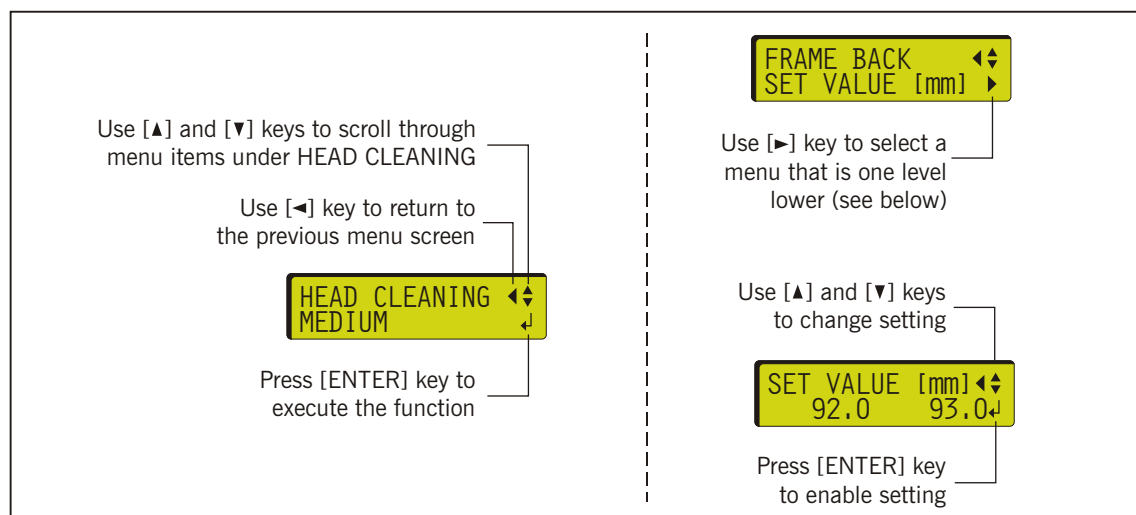 Use [▲] and [▼] keys to scroll through
menu items under HEAD CLEANING
Use [◄] key to return to
the previous menu screen
HEAD CLEANING ◄▲▼
MEDIUM ↵
Press [ENTER] key to
execute the function
FRAME BACK ◄▲▼
SET VALUE [mm] ►
Use [►] key to select a
menu that is one level
lower (see below)
Use [▲] and [▼] keys
to change setting
SET VALUE [mm] ◄▲▼
92.0 93.0↵
Press [ENTER] key
to enable setting